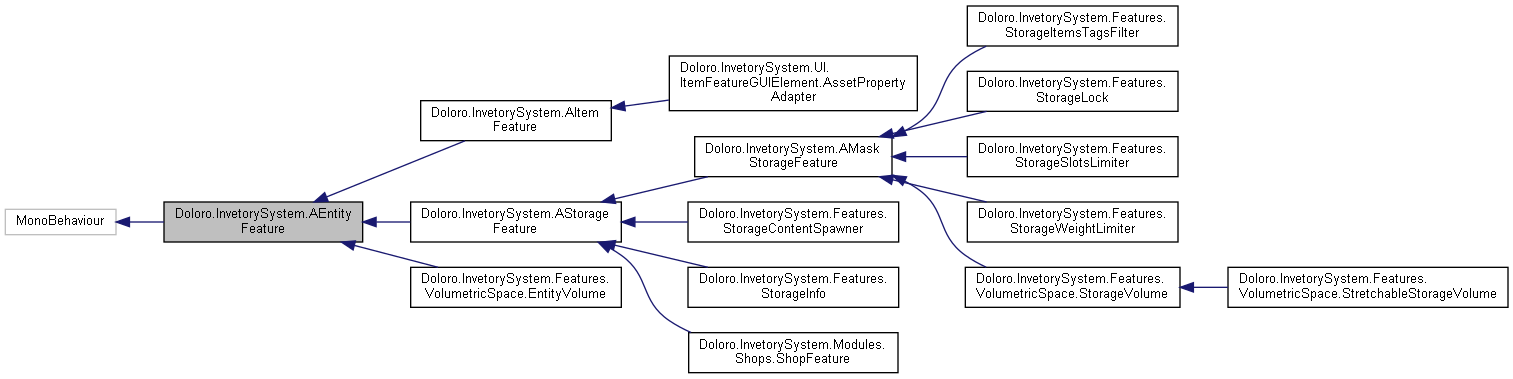 MonoBehaviour
Doloro.InvetorySystem.AEntity
Feature
Doloro.InvetorySystem.AItem
Feature
Doloro.InvetorySystem.AStorage
Feature
Doloro.InvetorySystem.Features.
VolumetricSpace.EntityVolume
Doloro.InvetorySystem.UI.
ItemFeatureGUIElement.AssetProperty
Adapter
Doloro.InvetorySystem.AMask
StorageFeature
Doloro.InvetorySystem.Features.
StorageContentSpawner
Doloro.InvetorySystem.Features.
StorageInfo
Doloro.InvetorySystem.Modules.
Shops.ShopFeature
Doloro.InvetorySystem.Features.
StorageItemsTagsFilter
Doloro.InvetorySystem.Features.
StorageLock
Doloro.InvetorySystem.Features.
StorageSlotsLimiter
Doloro.InvetorySystem.Features.
StorageWeightLimiter
Doloro.InvetorySystem.Features.
VolumetricSpace.StorageVolume
Doloro.InvetorySystem.Features.
VolumetricSpace.StretchableStorageVolume